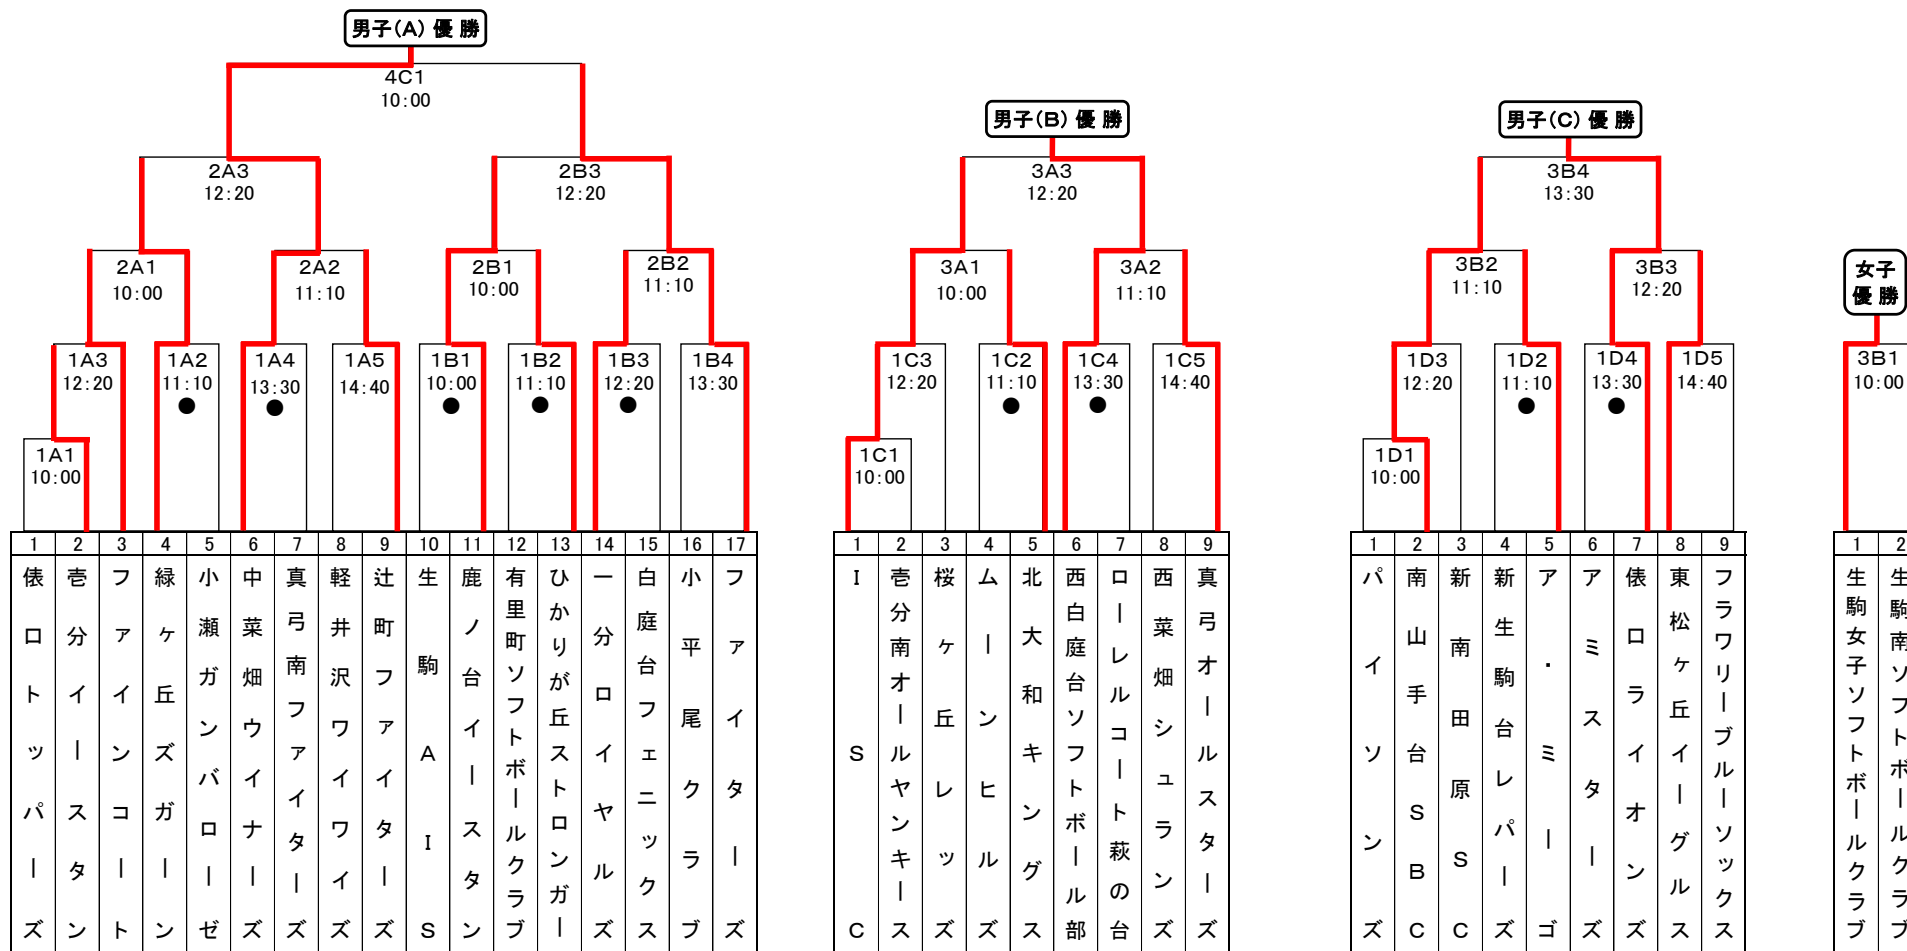 男子(A) 優 勝
4C1
10:00
男子(B) 優 勝
男子(C) 優 勝
2A3
12:20
2B3
12:20
3A3
12:20
3B4
13:30
女子
優 勝
2A1
10:00
2A2
11:10
2B1
10:00
2B2
11:10
3A1
10:00
3A2
11:10
3B2
11:10
3B3
12:20
1A3
12:20
1A2
11:10
1A4
13:30
1A5
14:40
1B1
10:00
1B2
11:10
1B3
12:20
1B4
13:30
1C3
12:20
1C2
11:10
1C4
13:30
1C5
14:40
1D3
12:20
1D2
11:10
1D4
13:30
1D5
14:40
3B1
10:00
1A1
10:00
1C1
10:00
1D1
10:00
1 2 3 4 5 6 7 8 9 10 11 12 13 14 15 16 17
俵ロトッパーズ
壱分イースタン
ファインコート
緑ヶ丘ズガーン
小瀬ガンバローゼ
中菜畑ウイナーズ
真弓南ファイターズ
軽井沢ワイワイズ
辻町ファイターズ
生駒AIS
鹿ノ台イースタン
有里町ソフトボールクラブ
ひかりが丘ストロンガー
一分ロイヤルズ
白庭台フェニックス
小平尾クラブ
ファイターズ
1 2 3 4 5 6 7 8 9
ISC
壱分南オールヤンキース
桜ヶ丘レッズ
ムーンヒルズ
北大和キングス
西白庭台ソフトボール部
ローレルコート萩の台
西菜畑シュランズ
真弓オールスターズ
1 2 3 4 5 6 7 8 9
パイソンズ
南山手台SBC
新南田原SC
新生駒台レパーズ
ア・ミーゴ
アミスターズ
俵口ライオンズ
東松ヶ丘イーグルス
フラワリーブルーソックス
1 2
生駒女子ソフトボールクラブ
生駒南ソフトボールクラブ